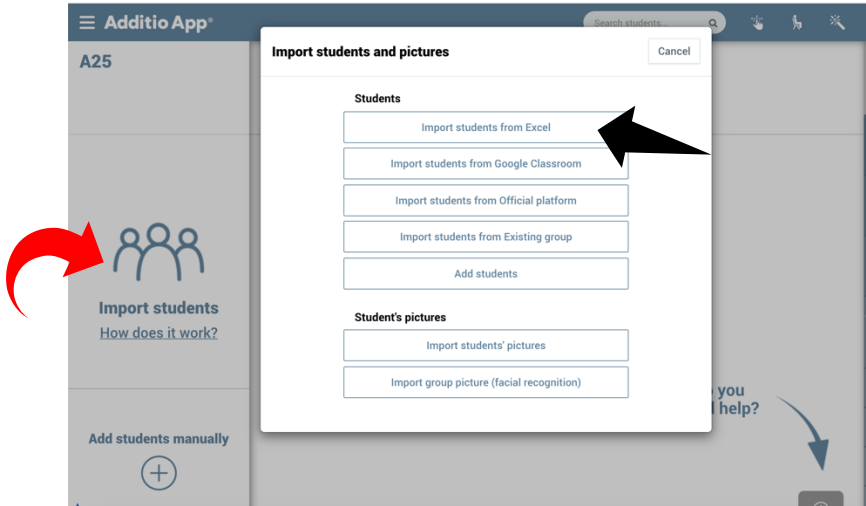 Additio App®
Search students...
A25
Import students and pictures
Cancel
Students
Import students from Excel
Import students from Google Classroom
Import students from Official platform
Import students from Existing group
Add students
Student's pictures
Import students' pictures
Import group picture (facial recognition)
Import students
How does it work?
you
help?
Add students manually